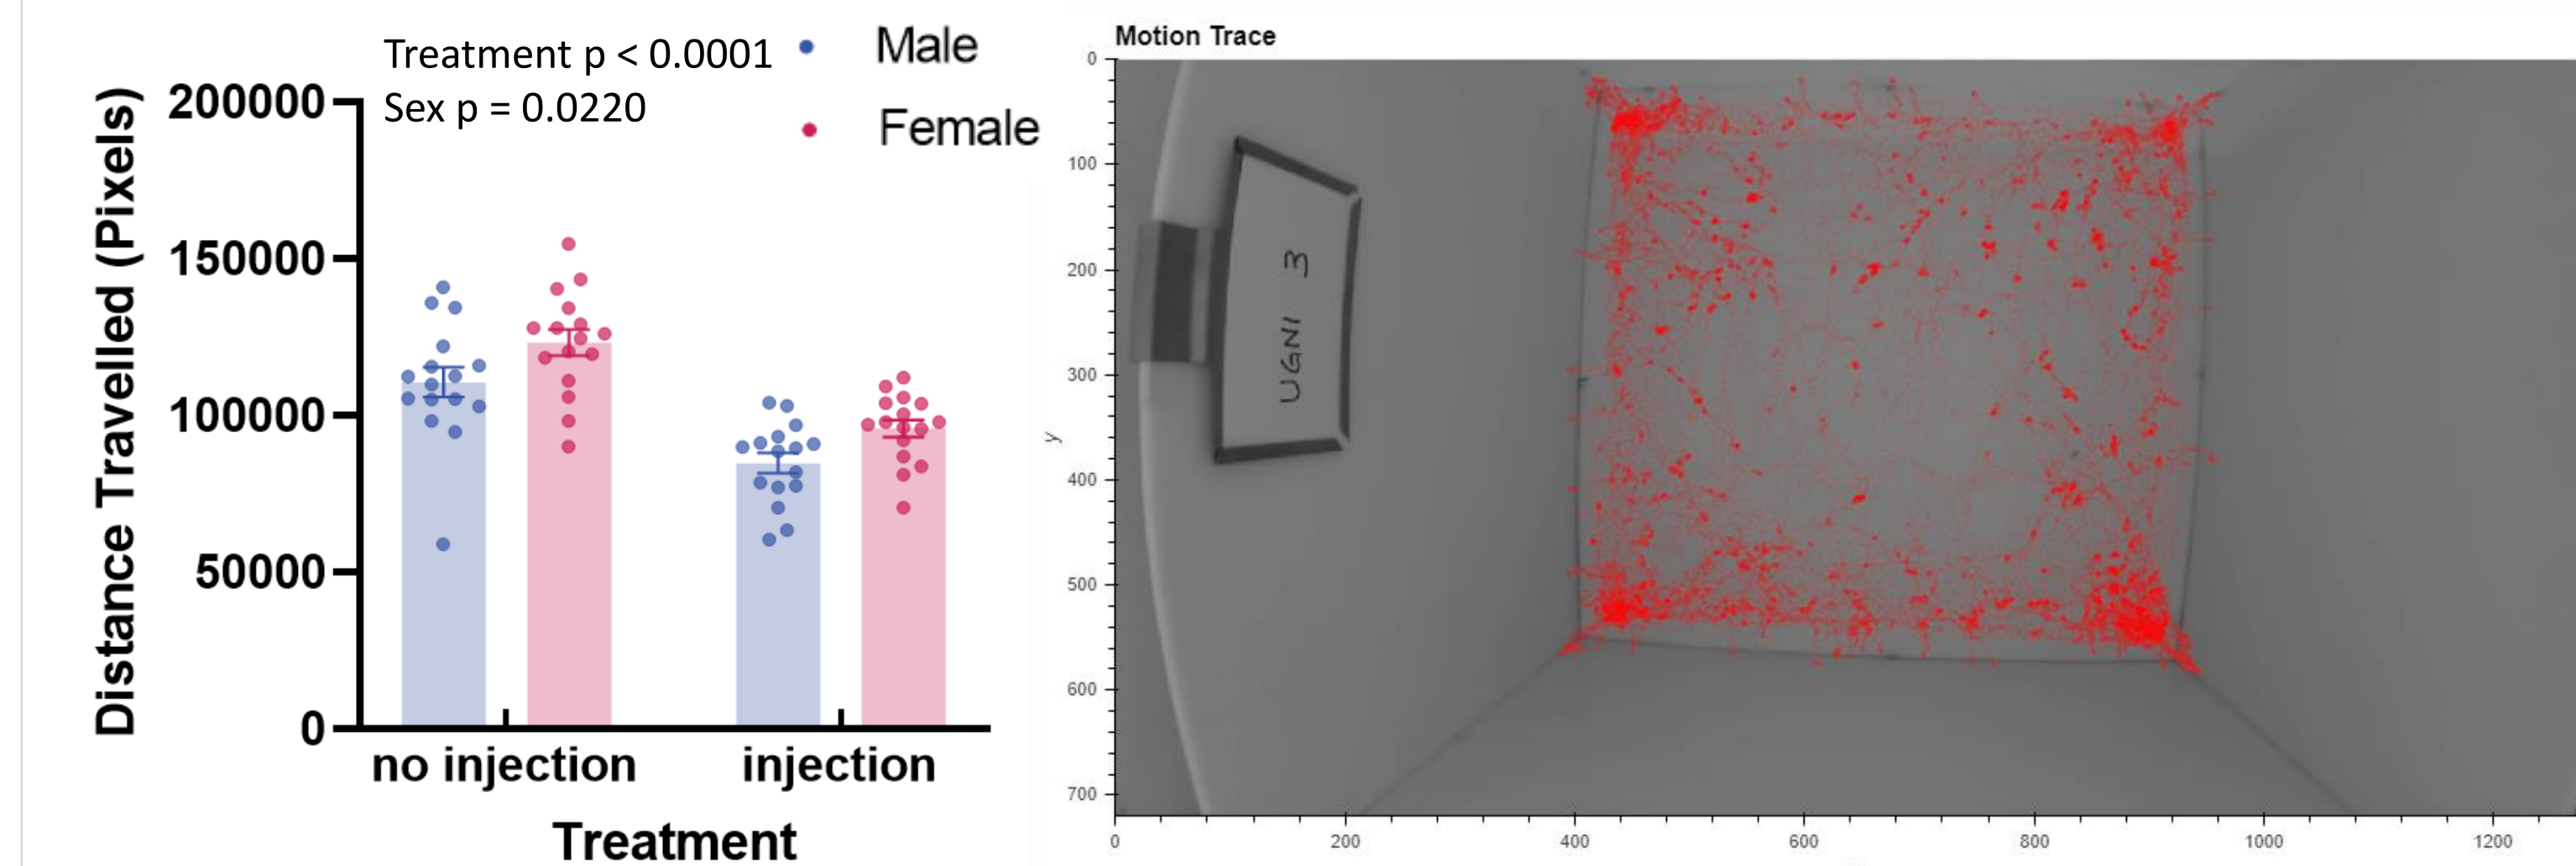 Treatment p < 0.0001
Sex p = 0.0220
Male
Female
Distance Travelled (Pixels)
200000
150000
100000
50000
0
no injection
injection
Treatment
Motion Trace
0
100
200
300
400
500
600
700
y
UGNI 3
0
200
400
600
800
1000
1200